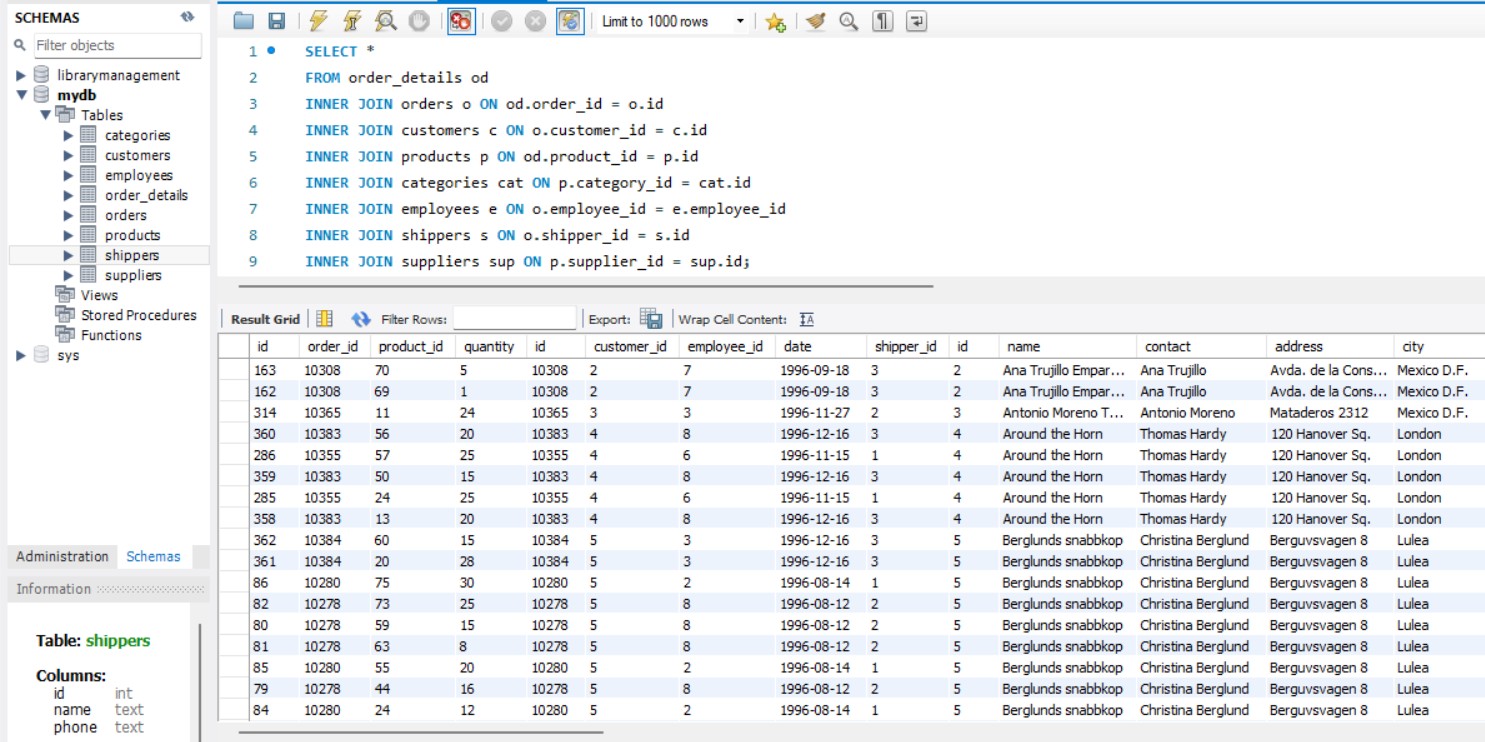 SCHEMAS
Filter objects
librarymanagement
mydb
Tables
categories
customers
employees
order_details
orders
products
shippers
suppliers
Views
Stored Procedures
Functions
sys
Administration Schemas
Information
Table: shippers
Columns:
id int
name text
phone text
Limit to 1000 rows
1 SELECT *
2 FROM order_details od
3 INNER JOIN orders o ON od.order_id = o.id
4 INNER JOIN customers c ON o.customer_id = c.id
5 INNER JOIN products p ON od.product_id = p.id
6 INNER JOIN categories cat ON p.category_id = cat.id
7 INNER JOIN employees e ON o.employee_id = e.employee_id
8 INNER JOIN shippers s ON o.shipper_id = s.id
9 INNER JOIN suppliers sup ON p.supplier_id = sup.id;
Result Grid Filter Rows: Export: Wrap Cell Content: IA
id order_id product_id quantity id customer_id employee_id date shipper_id id name contact address city
163 10308 70 5 10308 2 7 1996-09-18 3 2 Ana Trujillo Empar... Ana Trujillo Avda. de la Cons... Mexico D.F.
162 10308 69 1 10308 2 7 1996-09-18 3 2 Ana Trujillo Empar... Ana Trujillo Avda. de la Cons... Mexico D.F.
314 10365 11 24 10365 3 3 1996-11-27 2 3 Antonio Moreno T... Antonio Moreno Mataderos 2312 Mexico D.F.
360 10383 56 20 10383 4 8 1996-12-16 3 4 Around the Horn Thomas Hardy 120 Hanover Sq. London
286 10355 57 25 10355 4 6 1996-11-15 1 4 Around the Horn Thomas Hardy 120 Hanover Sq. London
359 10383 50 15 10383 4 8 1996-12-16 3 4 Around the Horn Thomas Hardy 120 Hanover Sq. London
285 10355 24 25 10355 4 6 1996-11-15 1 4 Around the Horn Thomas Hardy 120 Hanover Sq. London
358 10383 13 20 10383 4 8 1996-12-16 3 4 Around the Horn Thomas Hardy 120 Hanover Sq. London
362 10384 60 15 10384 5 3 1996-12-16 3 5 Berglunds snabbkop Christina Berglund Berguvsvagen 8 Lulea
361 10384 20 28 10384 5 3 1996-12-16 3 5 Berglunds snabbkop Christina Berglund Berguvsvagen 8 Lulea
86 10280 75 30 10280 5 2 1996-08-14 1 5 Berglunds snabbkop Christina Berglund Berguvsvagen 8 Lulea
82 10278 73 25 10278 5 8 1996-08-12 2 5 Berglunds snabbkop Christina Berglund Berguvsvagen 8 Lulea
80 10278 59 15 10278 5 8 1996-08-12 2 5 Berglunds snabbkop Christina Berglund Berguvsvagen 8 Lulea
81 10278 63 8 10278 5 8 1996-08-12 2 5 Berglunds snabbkop Christina Berglund Berguvsvagen 8 Lulea
85 10280 55 20 10280 5 2 1996-08-14 1 5 Berglunds snabbkop Christina Berglund Berguvsvagen 8 Lulea
79 10278 44 16 10278 5 8 1996-08-12 2 5 Berglunds snabbkop Christina Berglund Berguvsvagen 8 Lulea
84 10280 24 12 10280 5 2 1996-08-14 1 5 Berglunds snabbkop Christina Berglund Berguvsvagen 8 Lulea